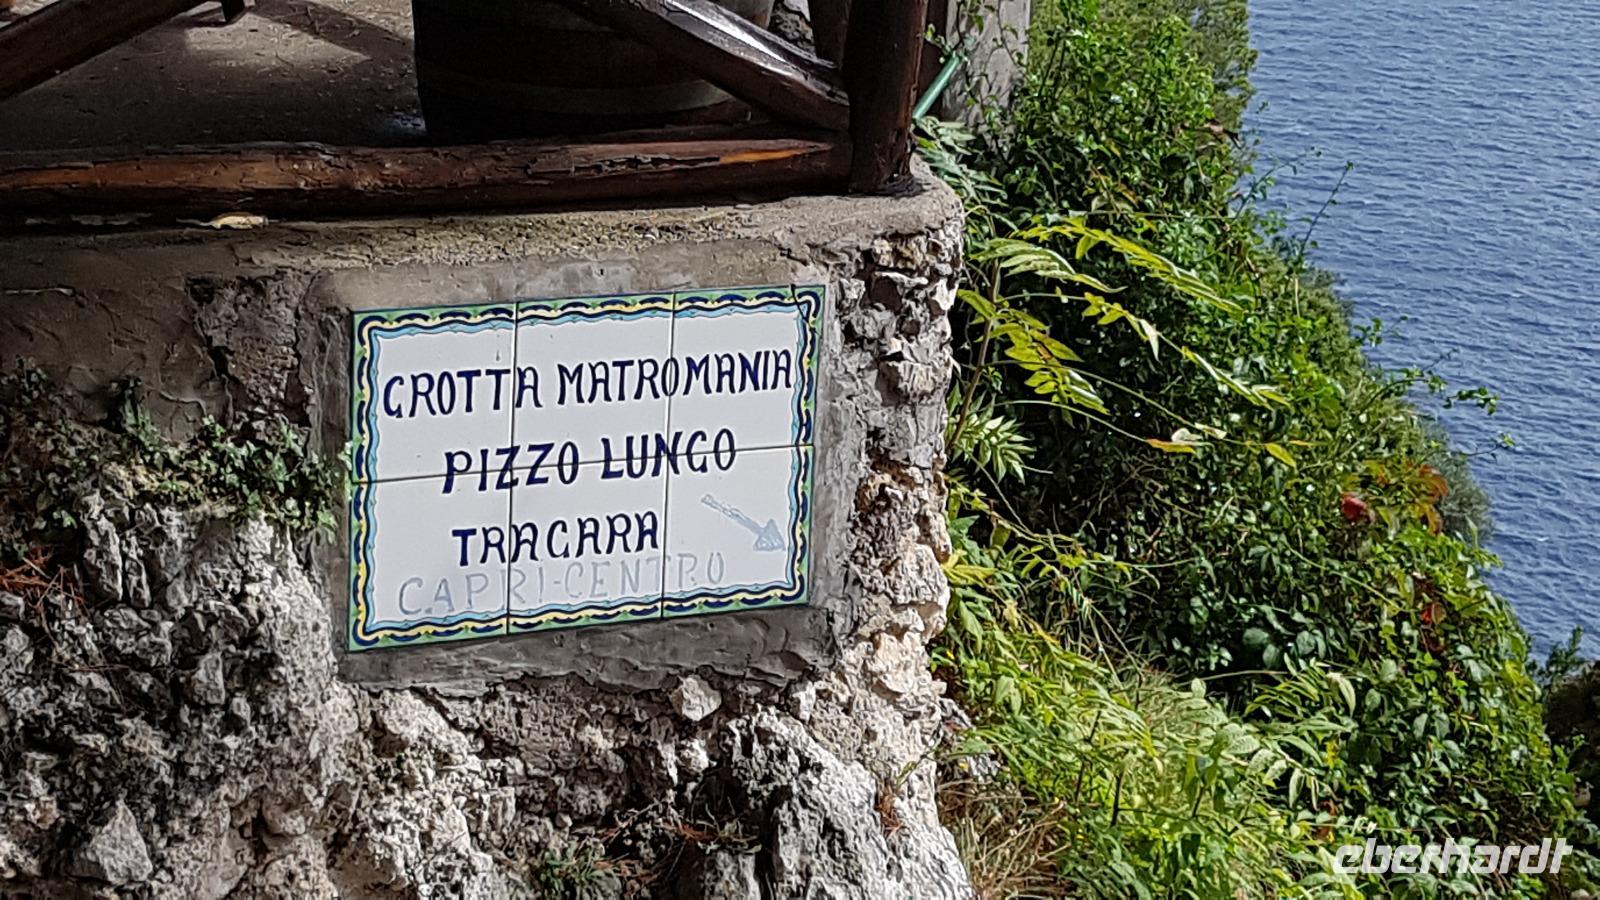 GROTTA MATROMANIA
PIZZO LUNGO
TRAGARA
CAPRI-CENTRO
eberhardt